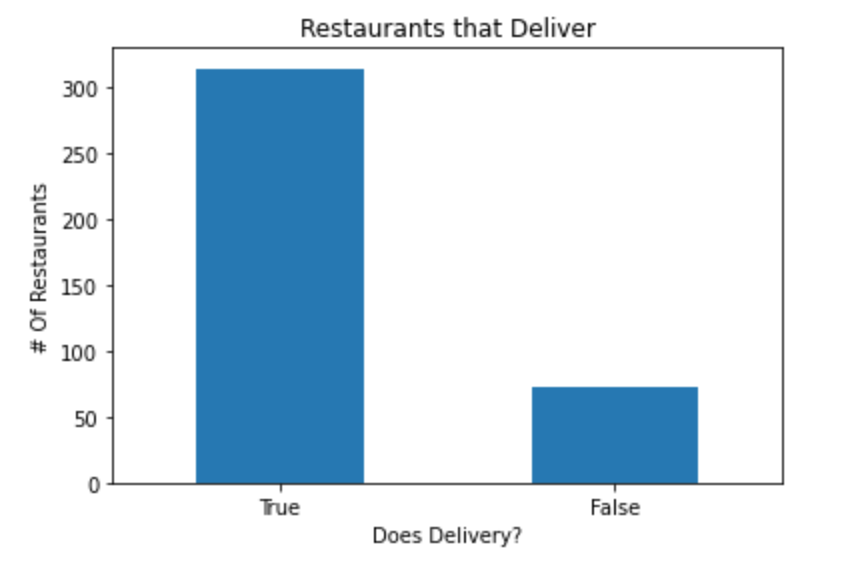 Restaurants that Deliver
# Of Restaurants
300
250
200
150
100
50
0
True
False
Does Delivery?